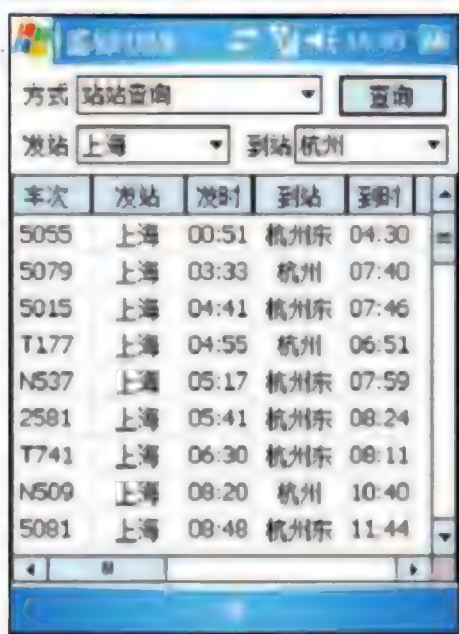 方式 站站查询 查询
发站 上海 到站 杭州
车次 发站 发时 到站 到时
5055 上海 00:51 杭州东 04:30
5079 上海 03:33 杭州 07:40
5015 上海 04:41 杭州东 07:46
T177 上海 04:55 杭州 06:51
N537 上海 05:17 杭州东 07:59
2581 上海 05:41 杭州东 08:24
T741 上海 06:30 杭州东 08:11
N509 上海 08:20 杭州 10:40
5081 上海 08:48 杭州东 11:44